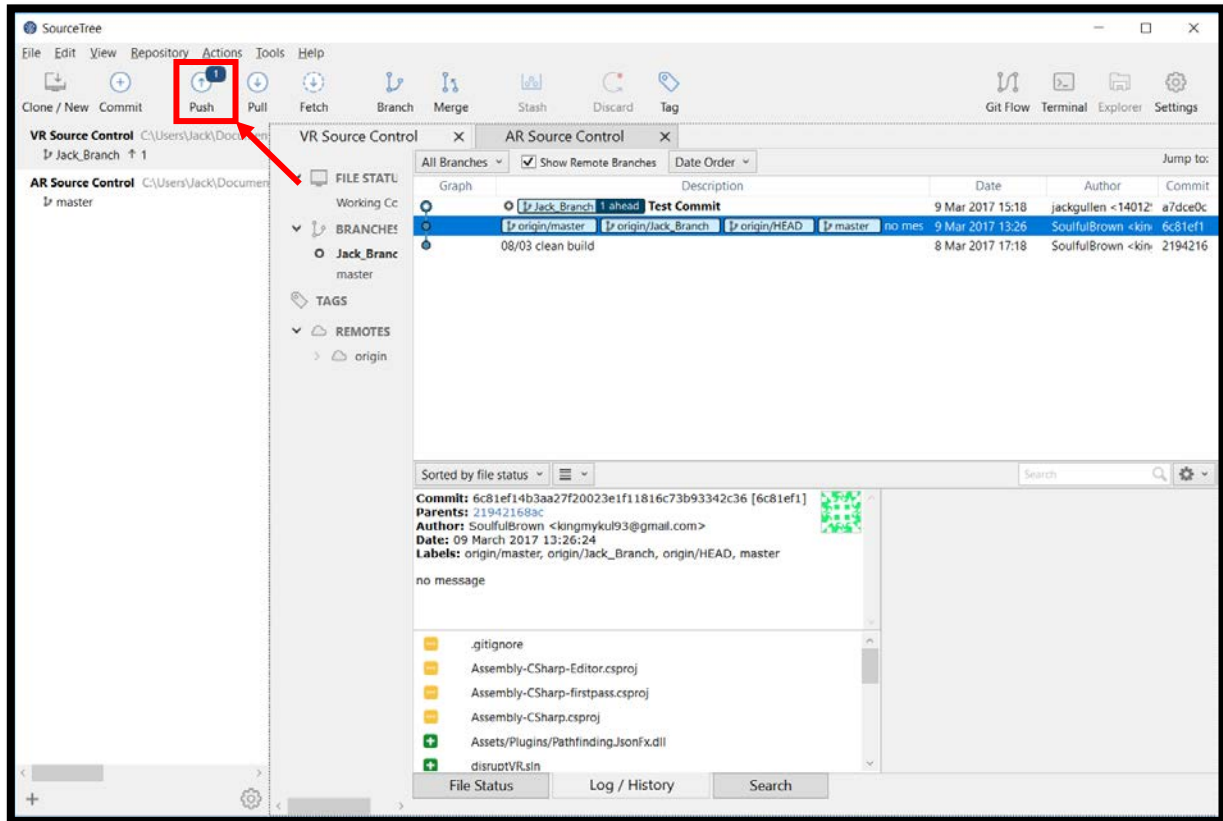 SourceTree
File Edit View Repository Actions Tools Help
1
Clone / New Commit Push Pull Fetch Branch Merge Stash Discard Tag Git Flow Terminal Explorer Settings
VR Source Control C:\Users\Jack\Documen
Jack_Branch ↑ 1
AR Source Control C:\Users\Jack\Documen
master
VR Source Control AR Source Control
FILE STATU
Working Cc
BRANCHES
Jack_Branc
master
TAGS
REMOTES
origin
All Branches Show Remote Branches Date Order Jump to:
Graph Description Date Author Commit
Jack_Branch 1 ahead Test Commit 9 Mar 2017 15:18 jackgullen <14012 a7dce0c
origin/master origin/Jack_Branch origin/HEAD master no mes 9 Mar 2017 13:26 SoulfulBrown <kin 6c81ef1
08/03 clean build 8 Mar 2017 17:18 SoulfulBrown <kin 2194216
Sorted by file status Search
Commit: 6c81ef14b3aa27f20023e1f11816c73b93342c36 [6c81ef1]
Parents: 21942168ac
Author: SoulfulBrown <kingmykul93@gmail.com>
Date: 09 March 2017 13:26:24
Labels: origin/master, origin/Jack_Branch, origin/HEAD, master
no message
.gitignore
Assembly-CSharp-Editor.csproj
Assembly-CSharp-firstpass.csproj
Assembly-CSharp.csproj
Assets/Plugins/Pathfinding.JsonFx.dll
disruptVR.sln
File Status Log / History Search